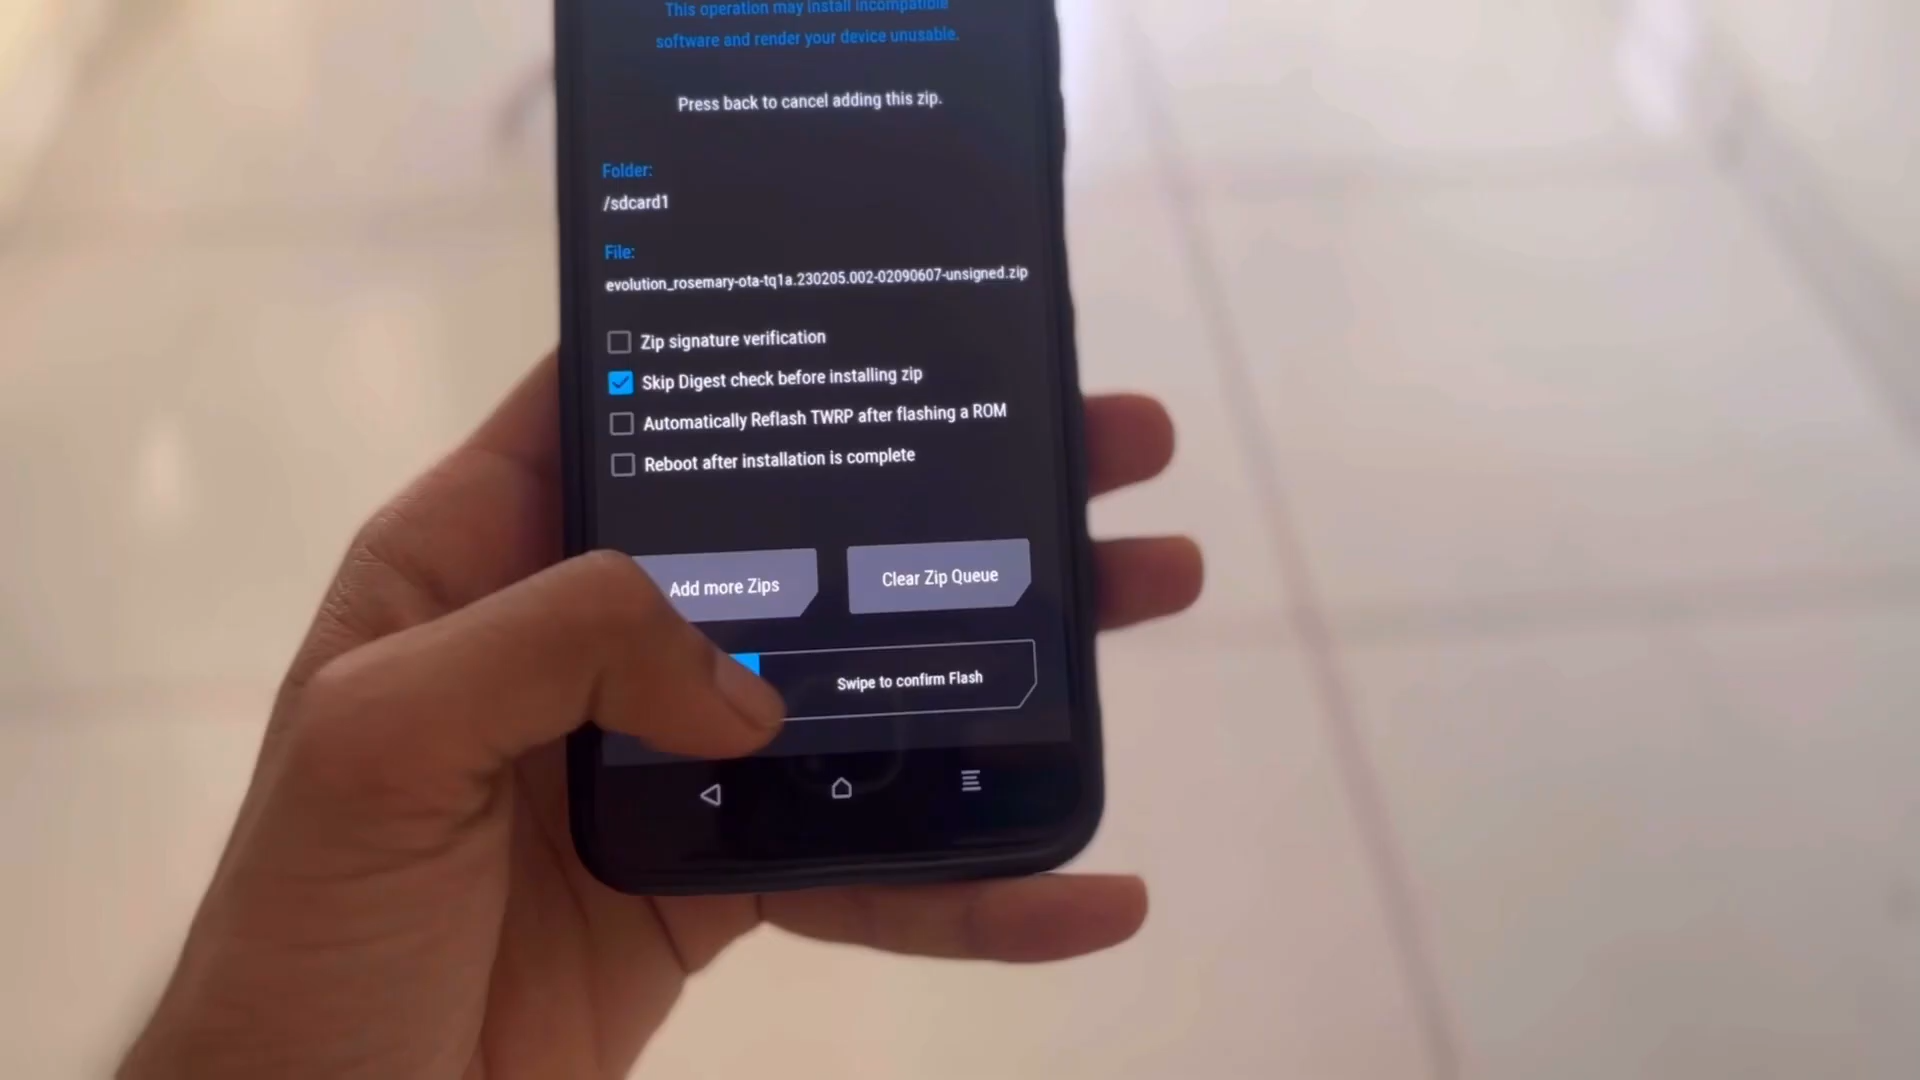 This operation may install incompatible
software and render your device unusable.
Press back to cancel adding this zip.
Folder:
/sdcard1
File:
evolution_rosemary-ota-tq1a.230205.002-02090607-unsigned.zip
Zip signature verification
Skip Digest check before installing zip
Automatically Reflash TWRP after flashing a ROM
Reboot after installation is complete
Add more Zips
Clear Zip Queue
Swipe to confirm Flash